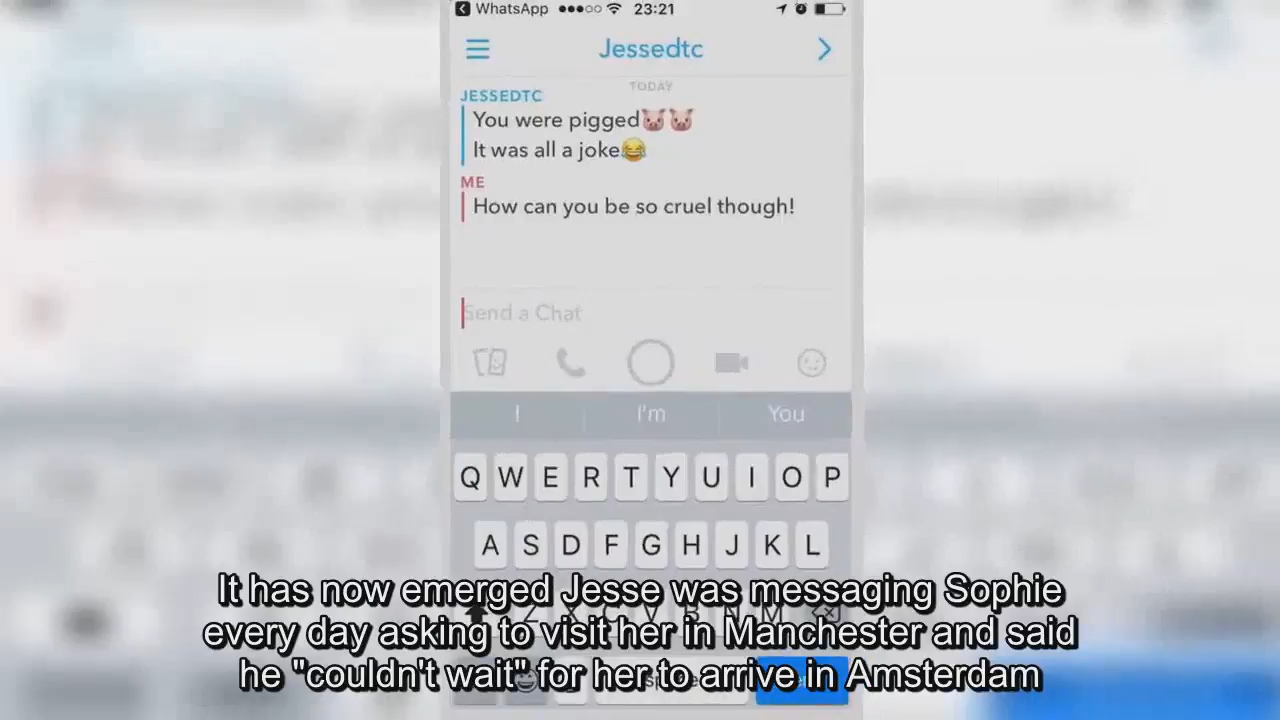 WhatsApp 23:21
Jessedtc
TODAY
JESSEDTC
You were pigged🐷🐷
It was all a joke😂
ME
How can you be so cruel though!
Send a Chat
I I'm You
Q W E R T Y U I O P
A S D F G H J K L
Z X C V B N M
It has now emerged Jesse was messaging Sophie
every day asking to visit her in Manchester and said
he "couldn't wait" for her to arrive in Amsterdam